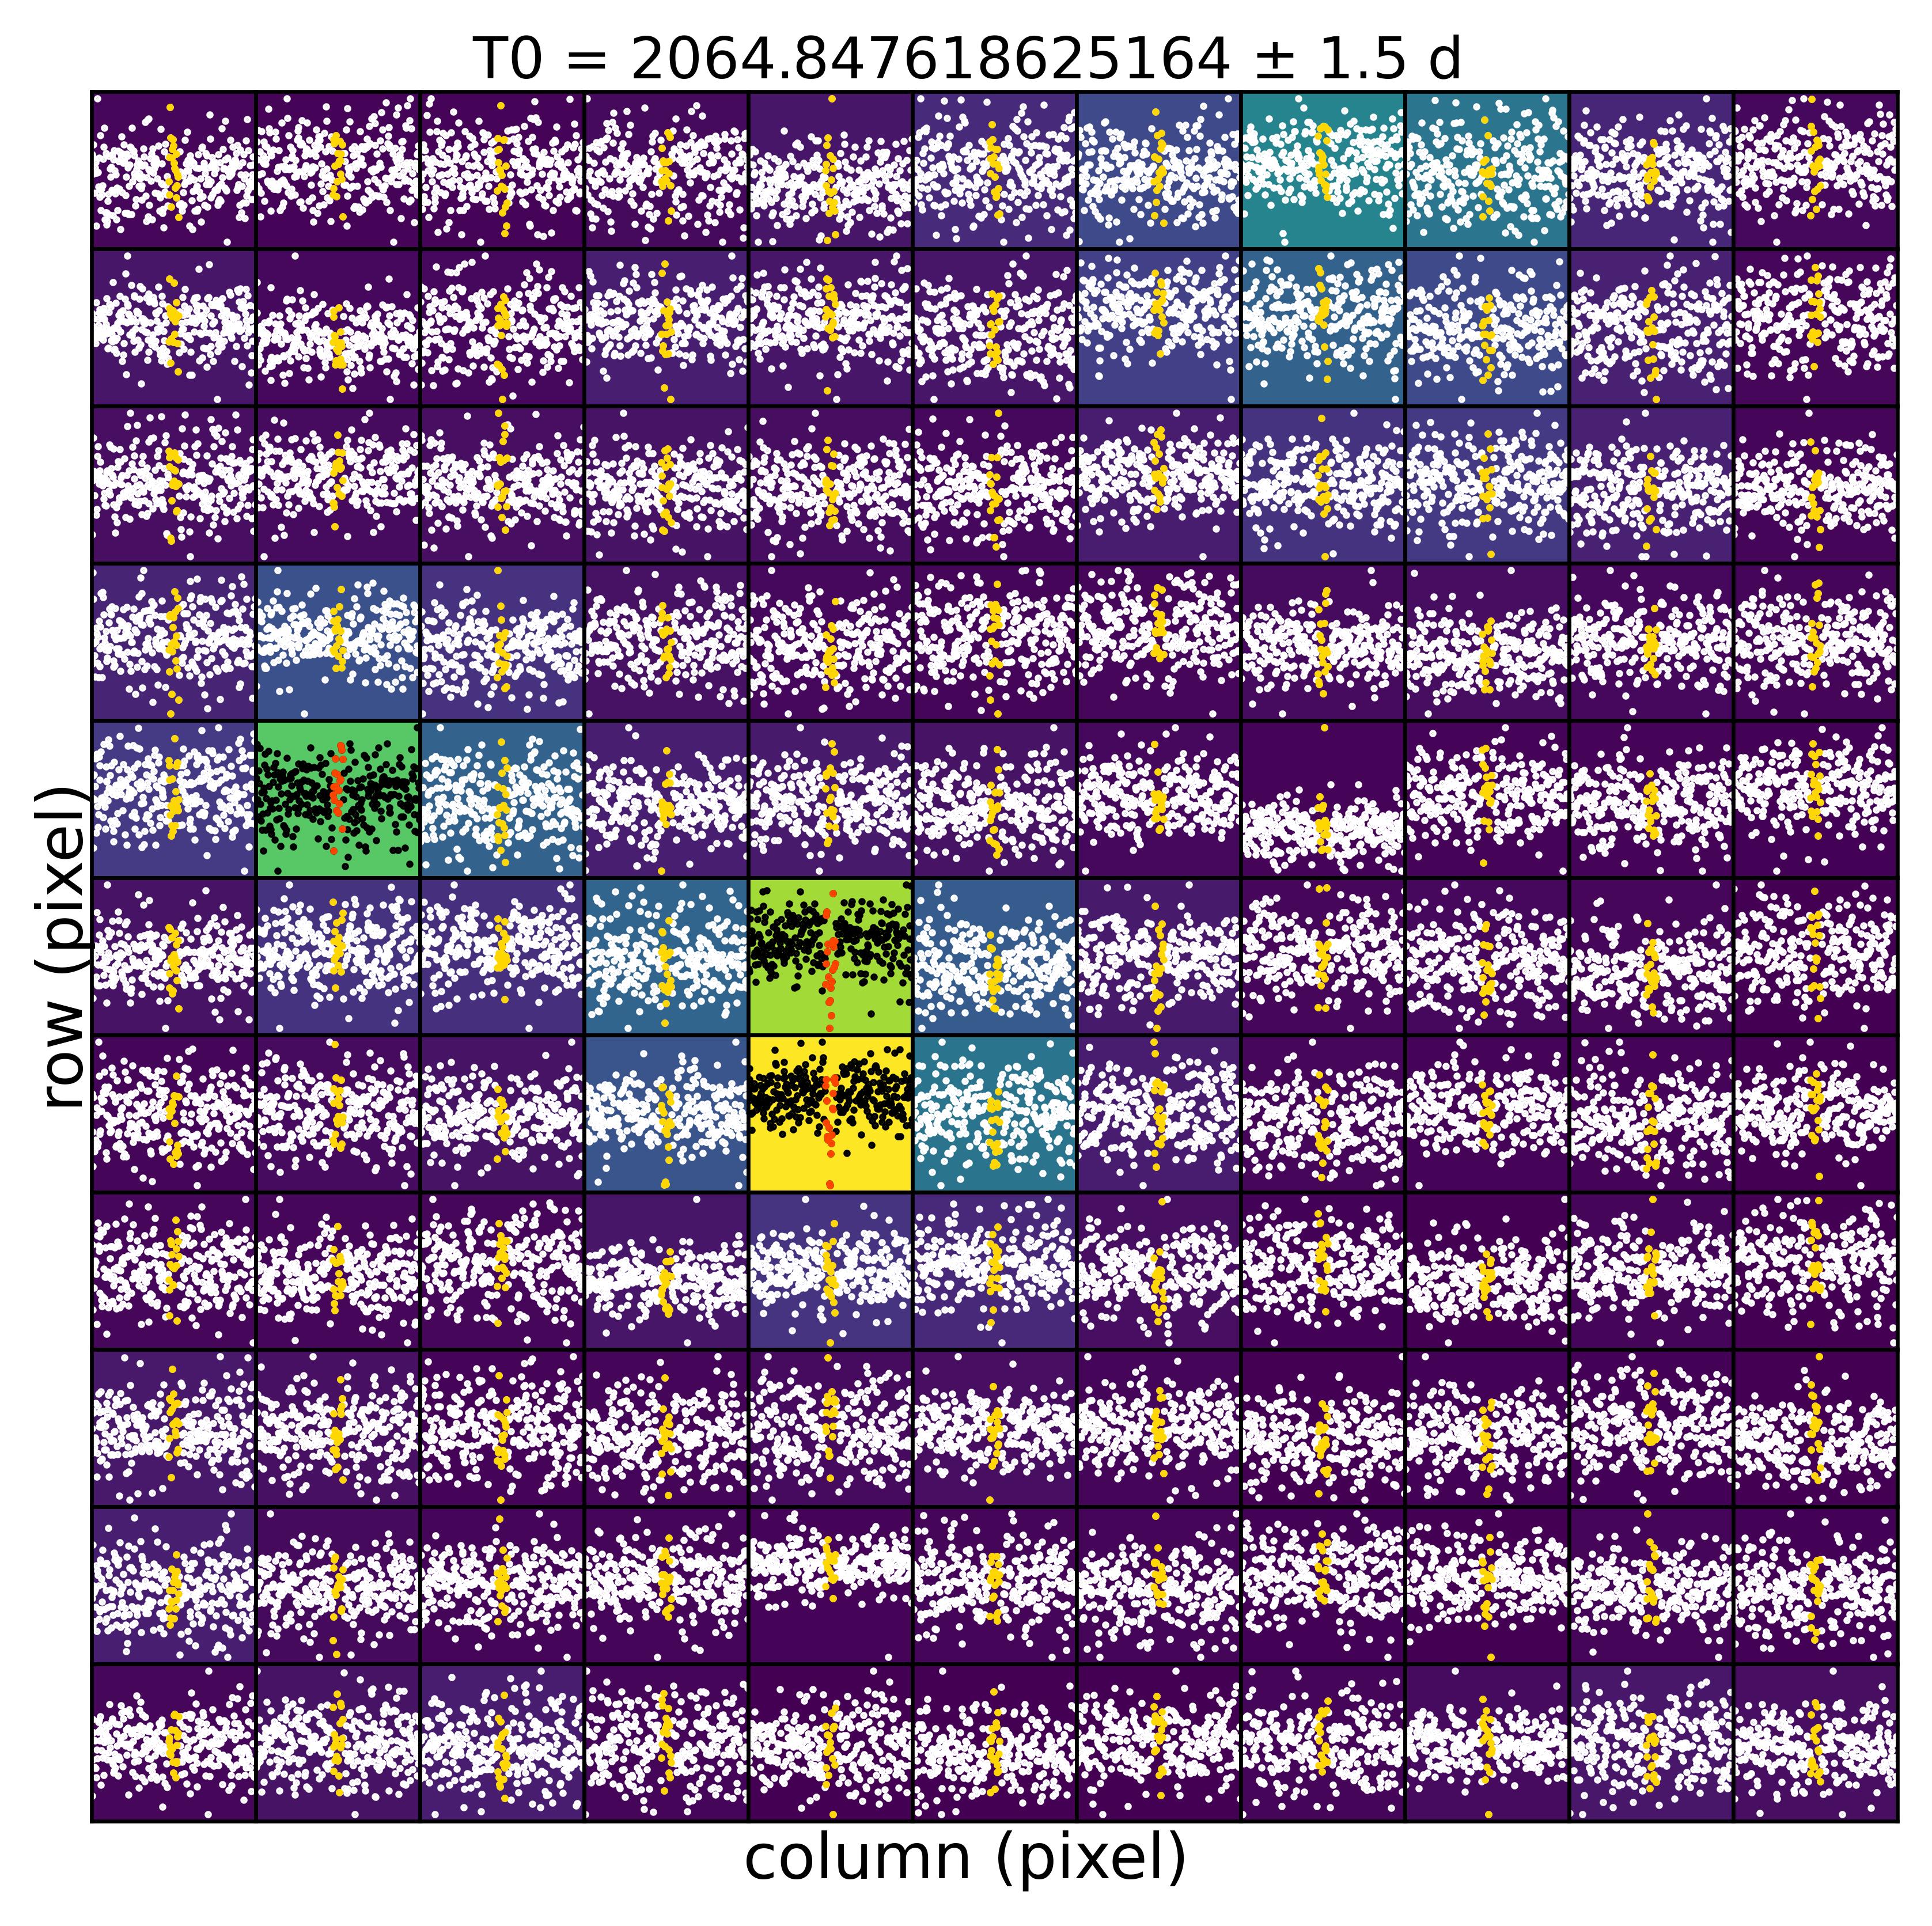 T0 = 2064.847618625164 ± 1.5 d
row (pixel)
column (pixel)